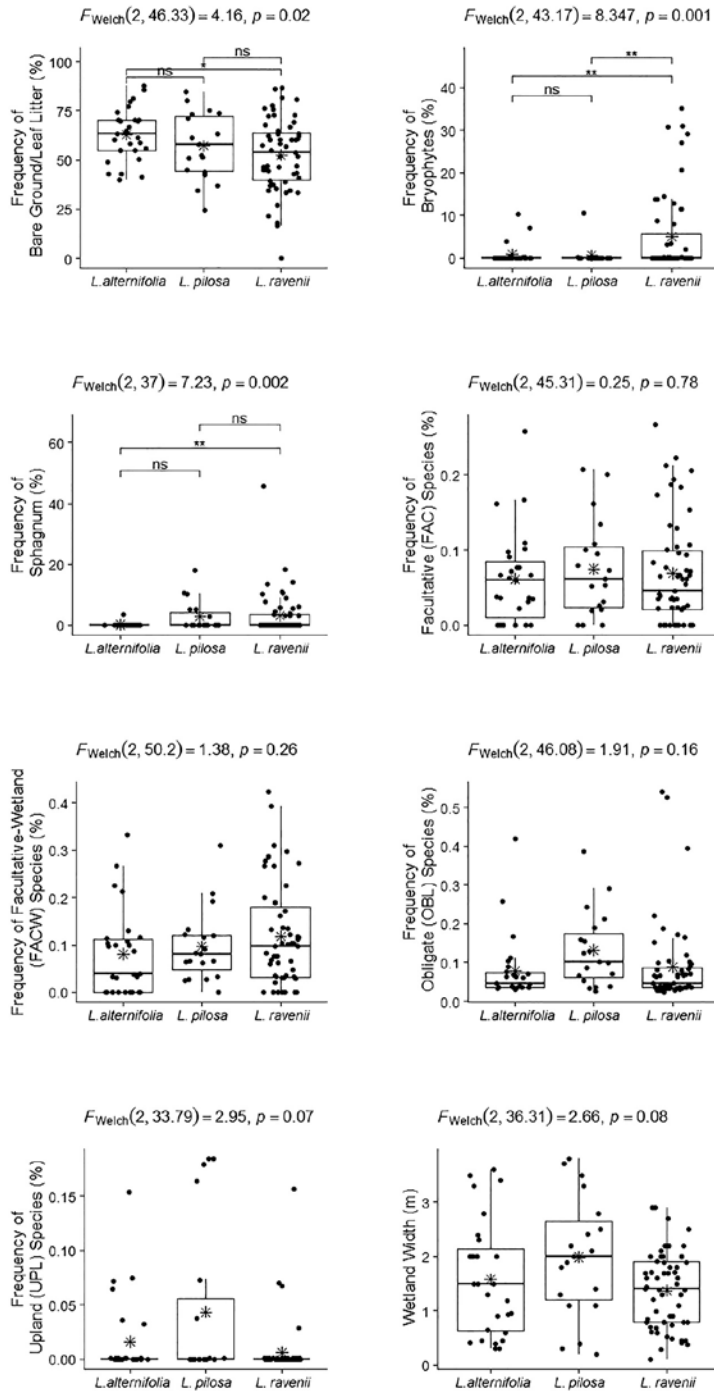 F_Welch(2, 46.33) = 4.16, p = 0.02
ns
*
ns
Frequency of
Bare Ground/Leaf Litter (%)
100
75
50
25
0
L.alternifolia L. pilosa L. ravenii
F_Welch(2, 43.17) = 8.347, p = 0.001
**
**
ns
Frequency of
Bryophytes (%)
40
30
20
10
0
L.alternifolia L. pilosa L. ravenii
F_Welch(2, 37) = 7.23, p = 0.002
ns
**
ns
Frequency of
Sphagnum (%)
60
40
20
0
L.alternifolia L. pilosa L. ravenii
F_Welch(2, 45.31) = 0.25, p = 0.78
Frequency of
Facultative (FAC) Species (%)
0.2
0.1
0.0
L.alternifolia L. pilosa L. ravenii
F_Welch(2, 50.2) = 1.38, p = 0.26
Frequency of Facultative-Wetland
(FACW) Species (%)
0.4
0.3
0.2
0.1
0.0
L.alternifolia L. pilosa L. ravenii
F_Welch(2, 46.08) = 1.91, p = 0.16
Frequency of
Obligate (OBL) Species (%)
0.5
0.4
0.3
0.2
0.1
0.0
L.alternifolia L. pilosa L. ravenii
F_Welch(2, 33.79) = 2.95, p = 0.07
Frequency of
Upland (UPL) Species (%)
0.15
0.10
0.05
0.00
L.alternifolia L. pilosa L. ravenii
F_Welch(2, 36.31) = 2.66, p = 0.08
Wetland Width (m)
3
2
1
0
L.alternifolia L. pilosa L. ravenii